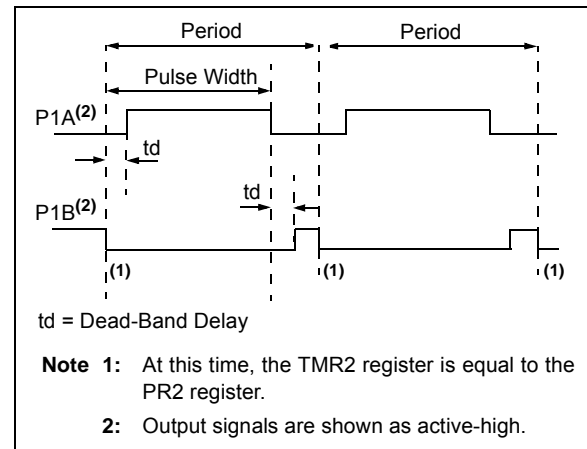 Period Period
Pulse Width
P1A(2)
td
td
P1B(2)
(1) (1) (1)
td = Dead-Band Delay
Note 1: At this time, the TMR2 register is equal to the
PR2 register.
2: Output signals are shown as active-high.